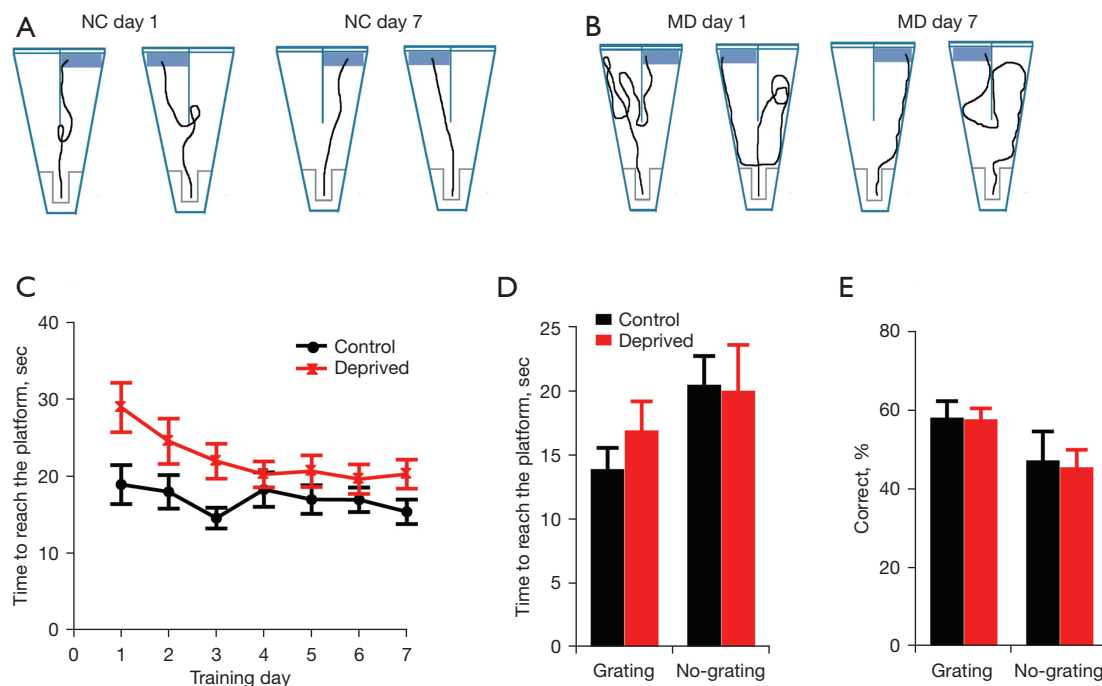 A
NC day 1
NC day 7
B
MD day 1
MD day 7
C
Time to reach the platform, sec
40
30
20
10
0
0 1 2 3 4 5 6 7
Training day
Control
Deprived
D
Time to reach the platform, sec
25
20
15
10
5
0
Control
Deprived
Grating No-grating
E
Correct, %
80
60
40
20
0
Grating No-grating